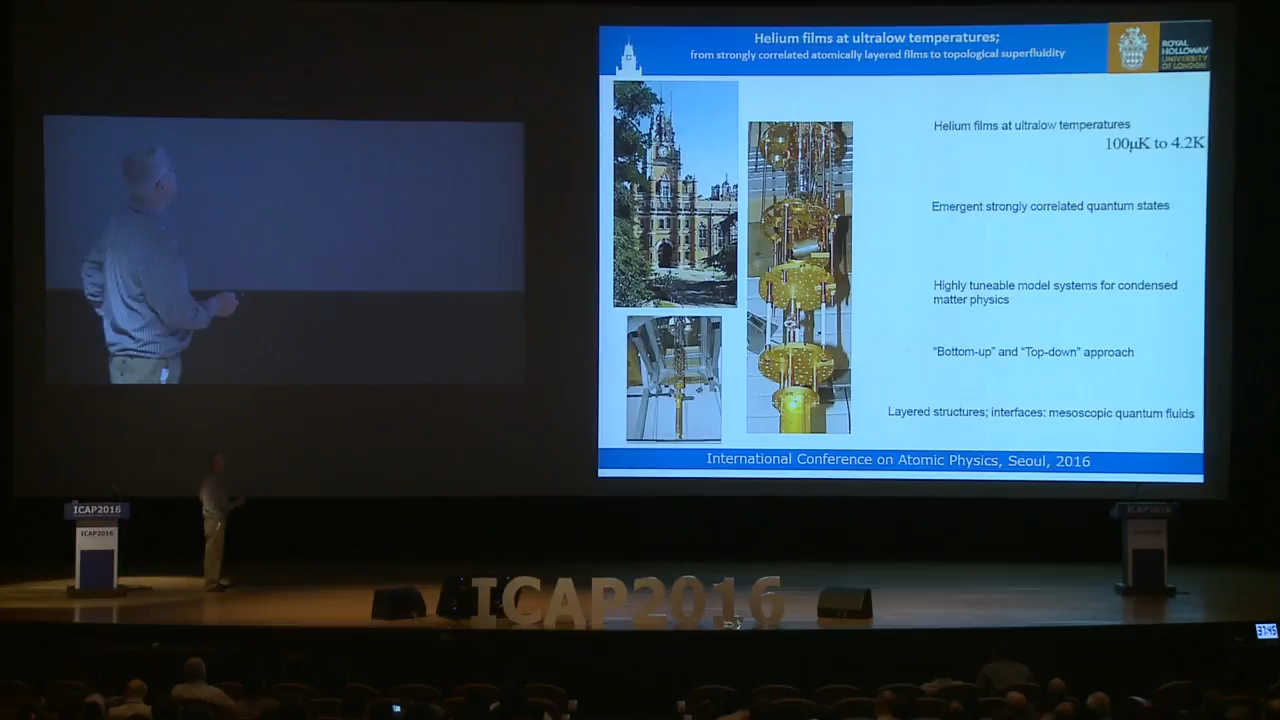 Helium films at ultralow temperatures;
from strongly correlated atomically layered films to topological superfluidity
ROYAL
HOLLOWAY
UNIVERSITY
OF LONDON
Helium films at ultralow temperatures
100μK to 4.2K
Emergent strongly correlated quantum states
Highly tuneable model systems for condensed
matter physics
“Bottom-up” and “Top-down” approach
Layered structures; interfaces: mesoscopic quantum fluids
International Conference on Atomic Physics, Seoul, 2016
ICAP2016
ICAP2016
ICAP2016
ICAP2016
37:45